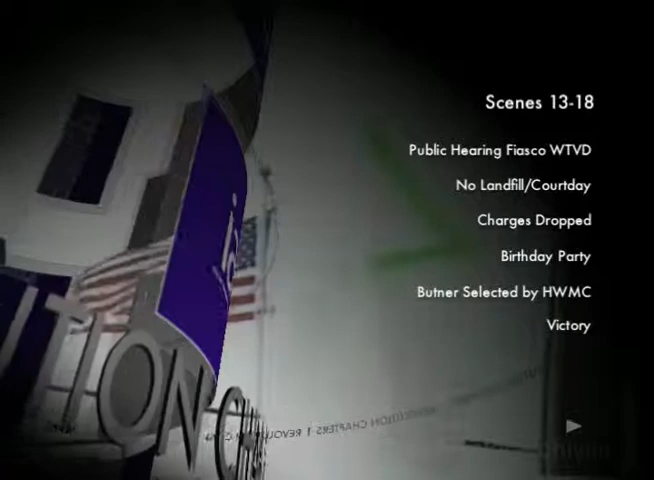 Scenes 13-18
Public Hearing Fiasco WTVD
No Landfill/Courtday
Charges Dropped
Birthday Party
Butner Selected by HWMC
Victory